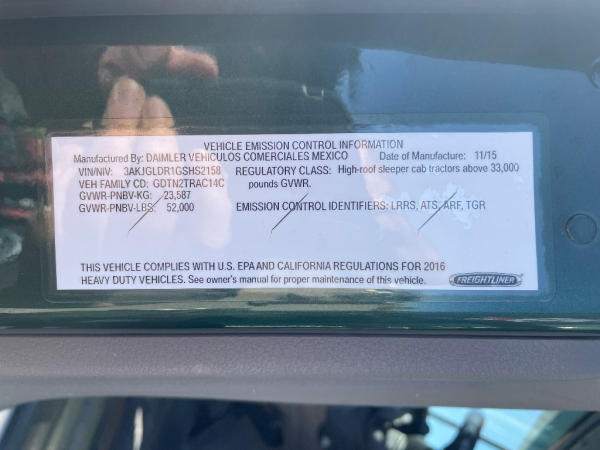 VEHICLE EMISSION CONTROL INFORMATION
Manufactured By: DAIMLER VEHICULOS COMERCIALES MEXICO Date of Manufacture: 11/15
VIN/NIV: 3AKJGLDR1GSHS2158 REGULATORY CLASS: High-roof sleeper cab tractors above 33,000
VEH FAMILY CD: GDTN2TRAC14C pounds GVWR.
GVWR-PNBV-KG: 23,587
GVWR-PNBV-LBS: 52,000 EMISSION CONTROL IDENTIFIERS: LRRS, ATS, ARF, TGR
THIS VEHICLE COMPLIES WITH U.S. EPA AND CALIFORNIA REGULATIONS FOR 2016
HEAVY DUTY VEHICLES. See owner's manual for proper maintenance of this vehicle.
FREIGHTLINER